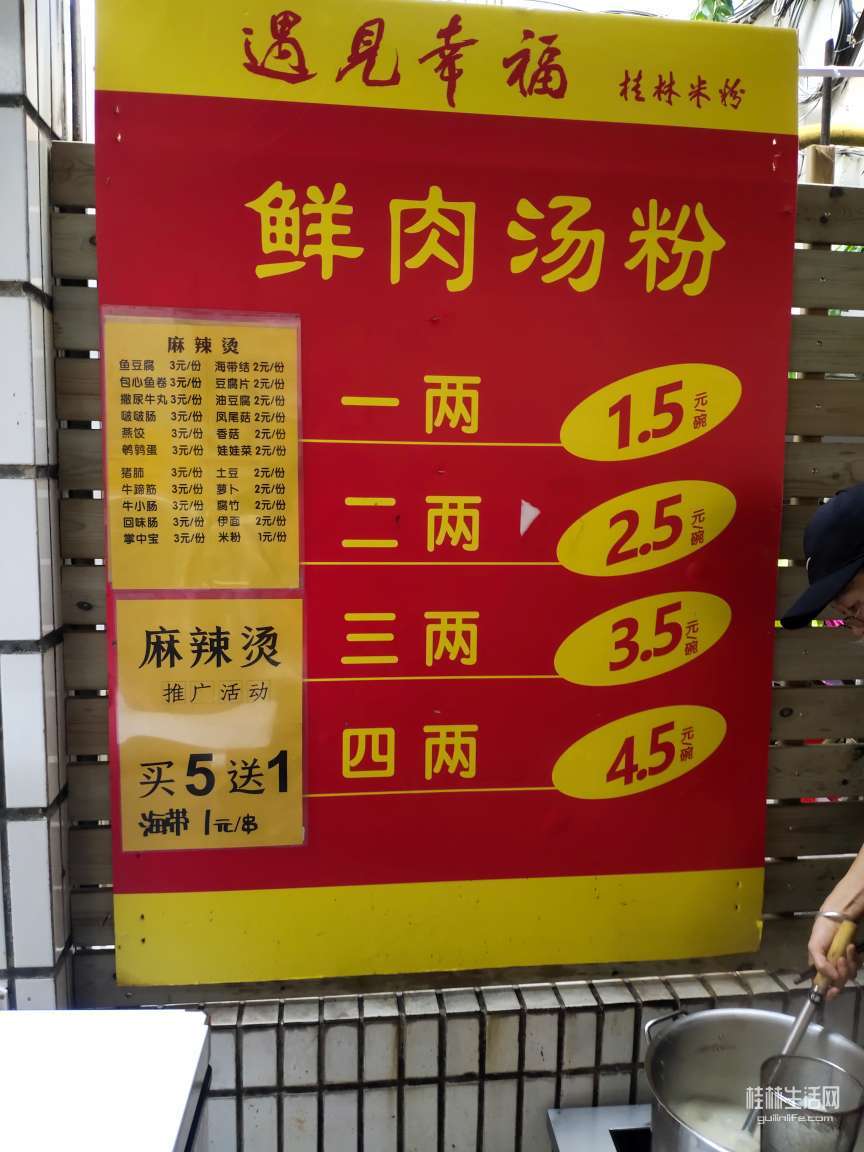 遇见幸福 桂林米粉
鲜肉汤粉
麻辣烫
鱼豆腐 3元/份 海带结 2元/份
包心鱼卷 3元/份 豆腐片 2元/份
撒尿牛丸 3元/份 油豆腐 2元/份
啵啵肠 3元/份 凤尾菇 2元/份
燕饺 3元/份 香菇 2元/份
鹌鹑蛋 3元/份 娃娃菜 2元/份
猪肺 3元/份 土豆 2元/份
牛蹄筋 3元/份 萝卜 2元/份
牛小肠 3元/份 腐竹 2元/份
回味肠 3元/份 伊面 2元/份
掌中宝 3元/份 米粉 1元/份
麻辣烫
推广活动
买5送1
海带 1元/串
一两 1.5元/碗
二两 2.5元/碗
三两 3.5元/碗
四两 4.5元/碗
桂林生活网
guilinlife.com